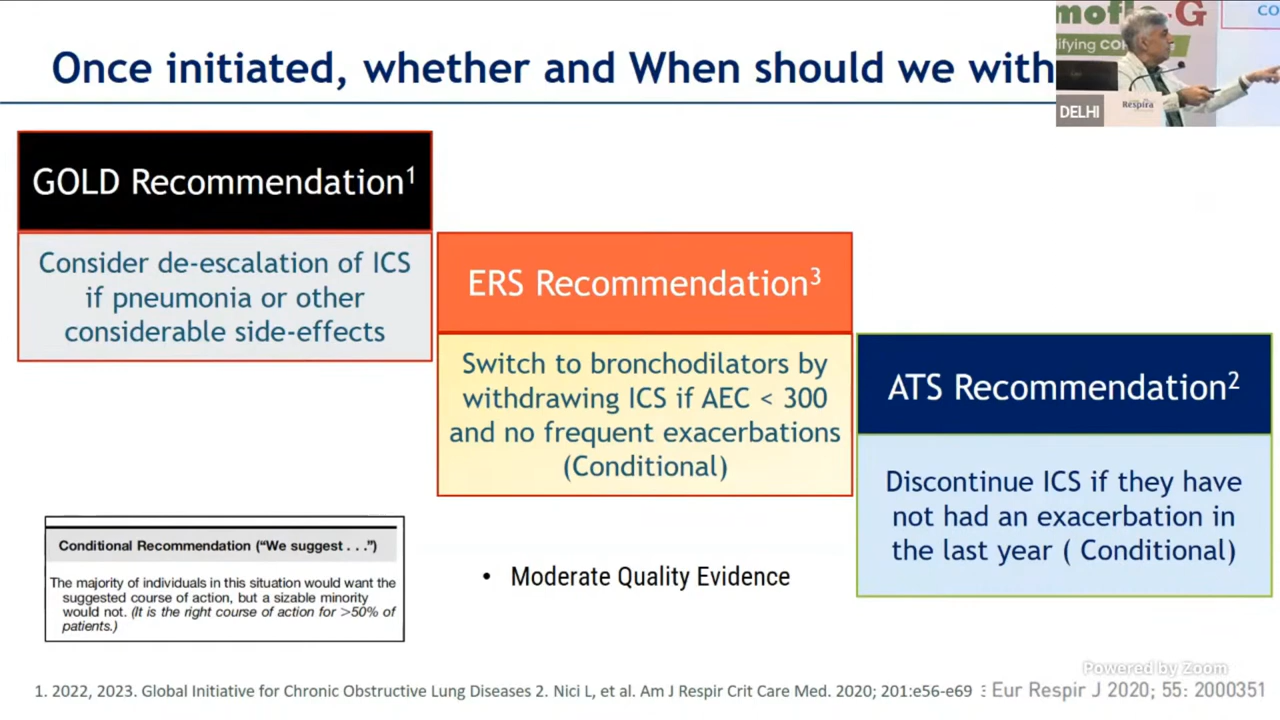 Once initiated, whether and When should we with
mofl G
ifying CO
CO
Respira
DELHI
GOLD Recommendation¹
Consider de-escalation of ICS
if pneumonia or other
considerable side-effects
ERS Recommendation³
Switch to bronchodilators by
withdrawing ICS if AEC < 300
and no frequent exacerbations
(Conditional)
ATS Recommendation²
Discontinue ICS if they have
not had an exacerbation in
the last year ( Conditional)
Conditional Recommendation (“We suggest . . .”)
The majority of individuals in this situation would want the
suggested course of action, but a sizable minority
would not. (It is the right course of action for >50% of
patients.)
• Moderate Quality Evidence
Powered by Zoom
1. 2022, 2023. Global Initiative for Chronic Obstructive Lung Diseases 2. Nici L, et al. Am J Respir Crit Care Med. 2020; 201:e56-e69 Eur Respir J 2020; 55: 2000351